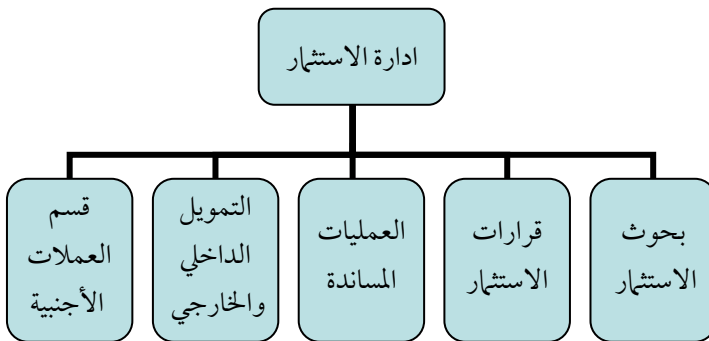 ادارة الاستثمار
بحوث
الاستثمار
قرارات
الاستثمار
العمليات
المساندة
التمويل
الداخلي
والخارجي
قسم
العملات
الأجنبية